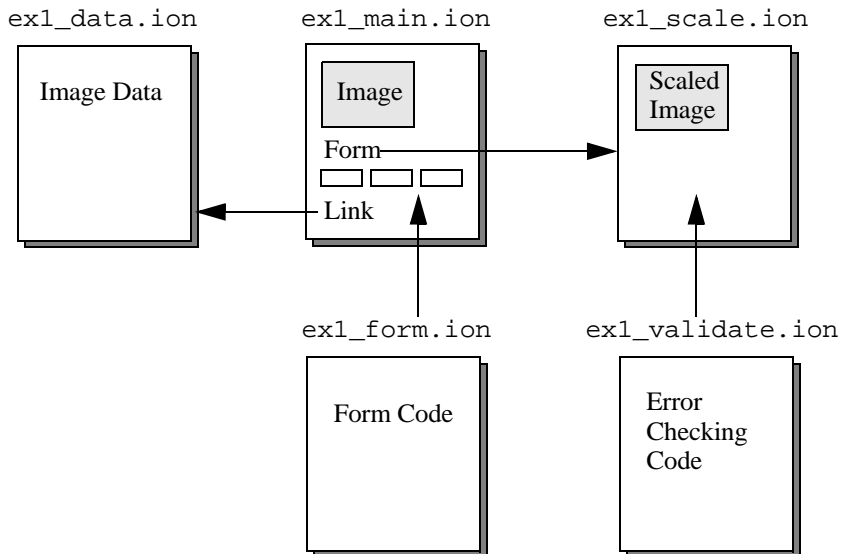 ex1_data.ion
ex1_main.ion
ex1_scale.ion
Image Data
Image
Form
Link
Scaled
Image
ex1_form.ion
ex1_validate.ion
Form Code
Error
Checking
Code